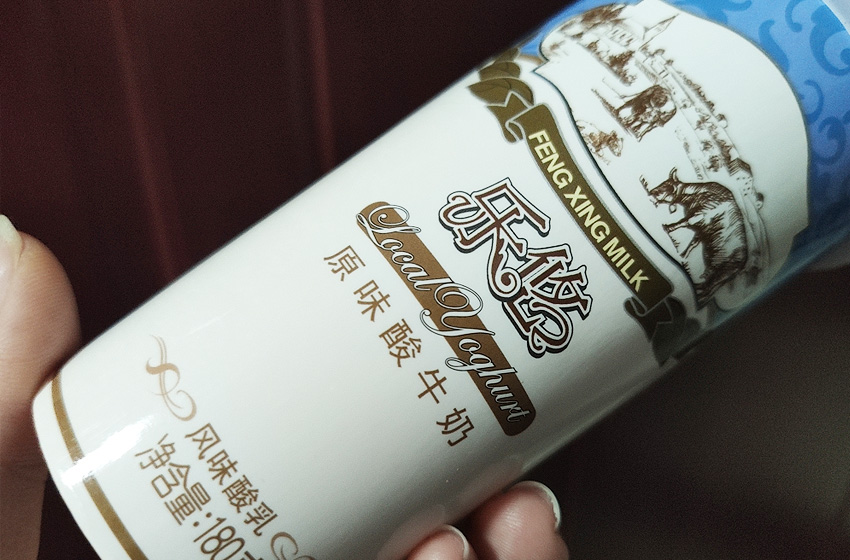 FENG XING MILK
乐悠
Local Yoghurt
原味酸牛奶
风味酸乳
净含量:180